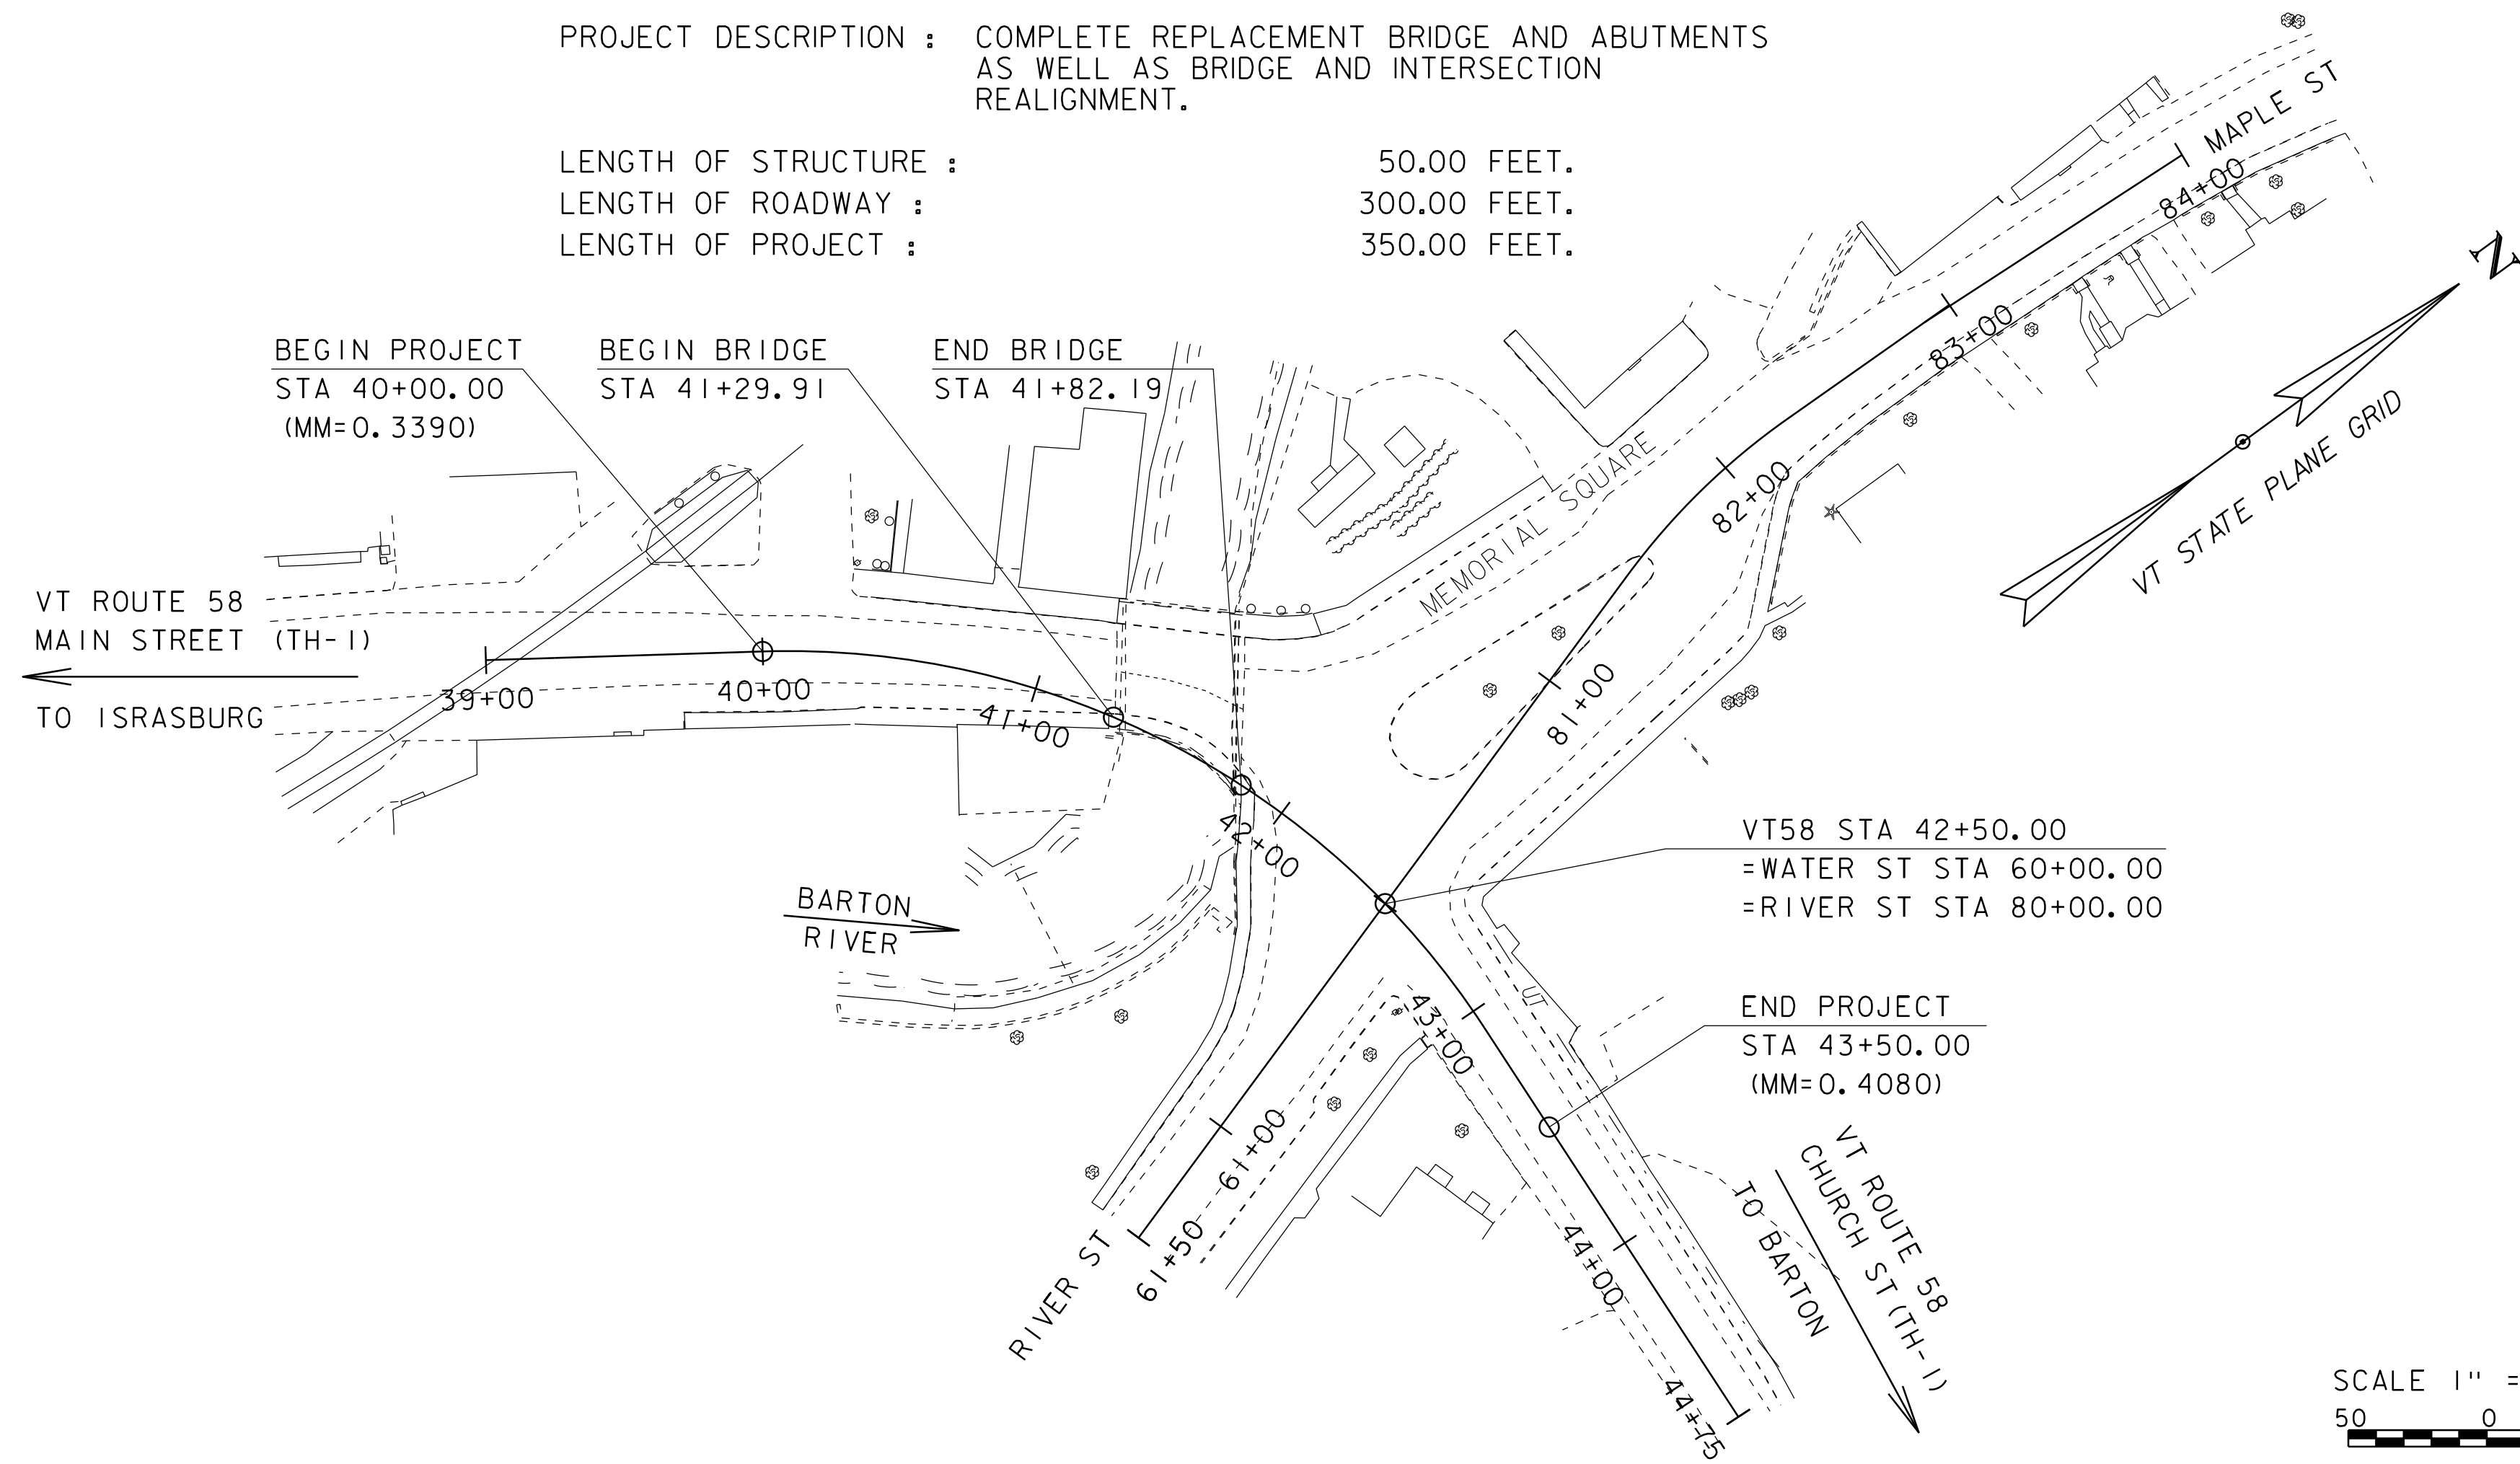 PROJECT DESCRIPTION : COMPLETE REPLACEMENT BRIDGE AND ABUTMENTS
AS WELL AS BRIDGE AND INTERSECTION
REALIGNMENT.
LENGTH OF STRUCTURE : 50.00 FEET.
LENGTH OF ROADWAY : 300.00 FEET.
LENGTH OF PROJECT : 350.00 FEET.
MAPLE ST
84+00
83+00
82+00
81+00
N
VT STATE PLANE GRID
BEGIN PROJECT
STA 40+00.00
(MM=0.3390)
BEGIN BRIDGE
STA 41+29.91
END BRIDGE
STA 41+82.19
MEMORIAL SQUARE
VT ROUTE 58
MAIN STREET (TH-1)
TO ISRASBURG
39+00
40+00
41+00
42+00
VT58 STA 42+50.00
=WATER ST STA 60+00.00
=RIVER ST STA 80+00.00
BARTON
RIVER
UT
43+00
END PROJECT
STA 43+50.00
(MM=0.4080)
61+00
61+50
RIVER ST
44+00
44+75
VT ROUTE 58
CHURCH ST (TH-1)
TO BARTON
SCALE 1" =
50 0